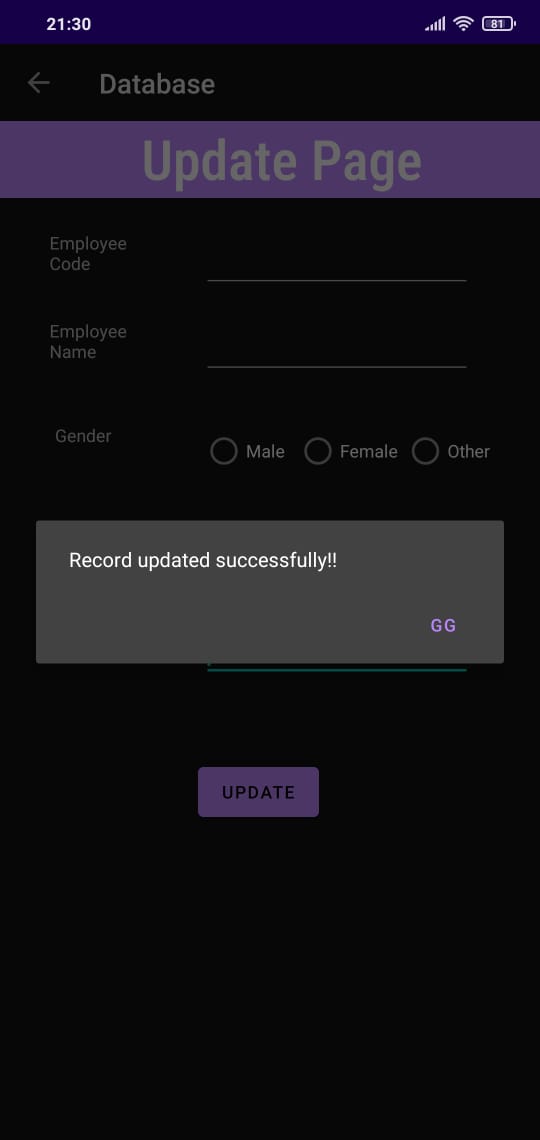 21:30
81
Database
Update Page
Employee
Code
Employee
Name
Gender
Male
Female
Other
Record updated successfully!!
GG
UPDATE